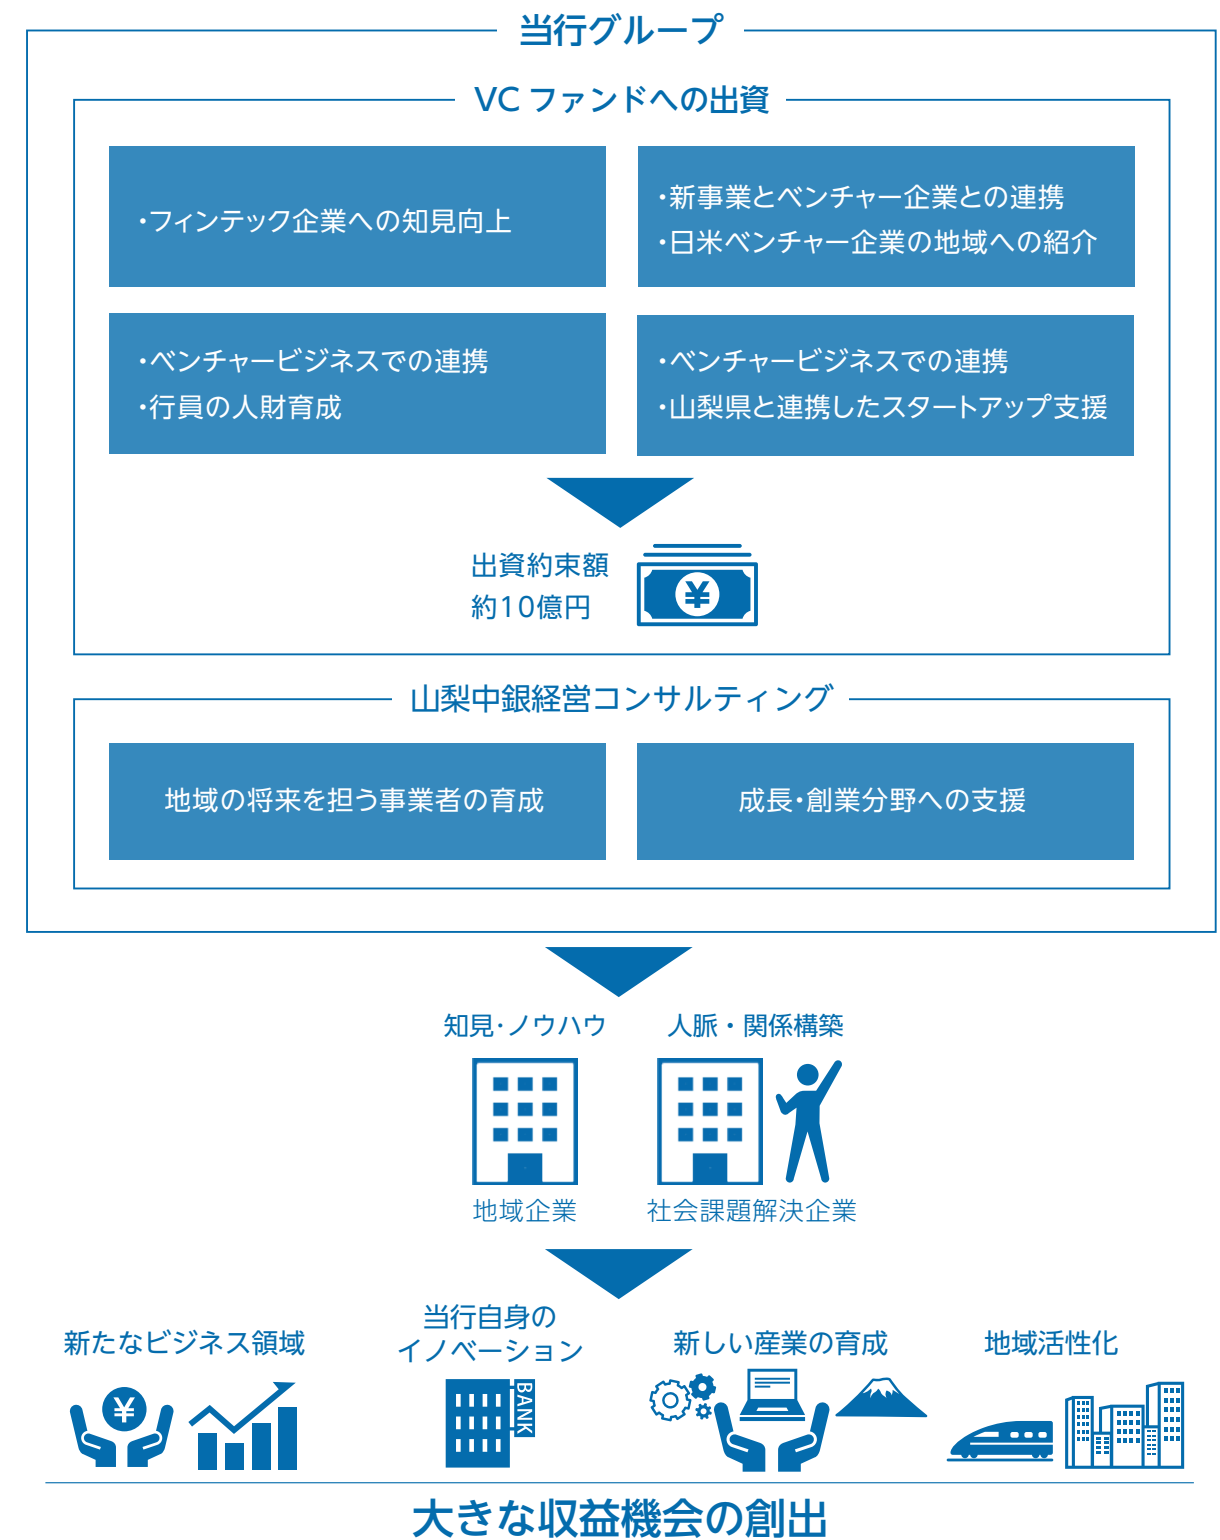 当行グループ
VC ファンドへの出資
・フィンテック企業への知見向上
・新事業とベンチャー企業との連携
・日米ベンチャー企業の地域への紹介
・ベンチャービジネスでの連携
・行員の人財育成
・ベンチャービジネスでの連携
・山梨県と連携したスタートアップ支援
出資約束額
約10億円
¥
山梨中銀経営コンサルティング
地域の将来を担う事業者の育成
成長・創業分野への支援
知見・ノウハウ
人脈・関係構築
地域企業
社会課題解決企業
新たなビジネス領域
当行自身の
イノベーション
新しい産業の育成
地域活性化
¥
BANK
大きな収益機会の創出